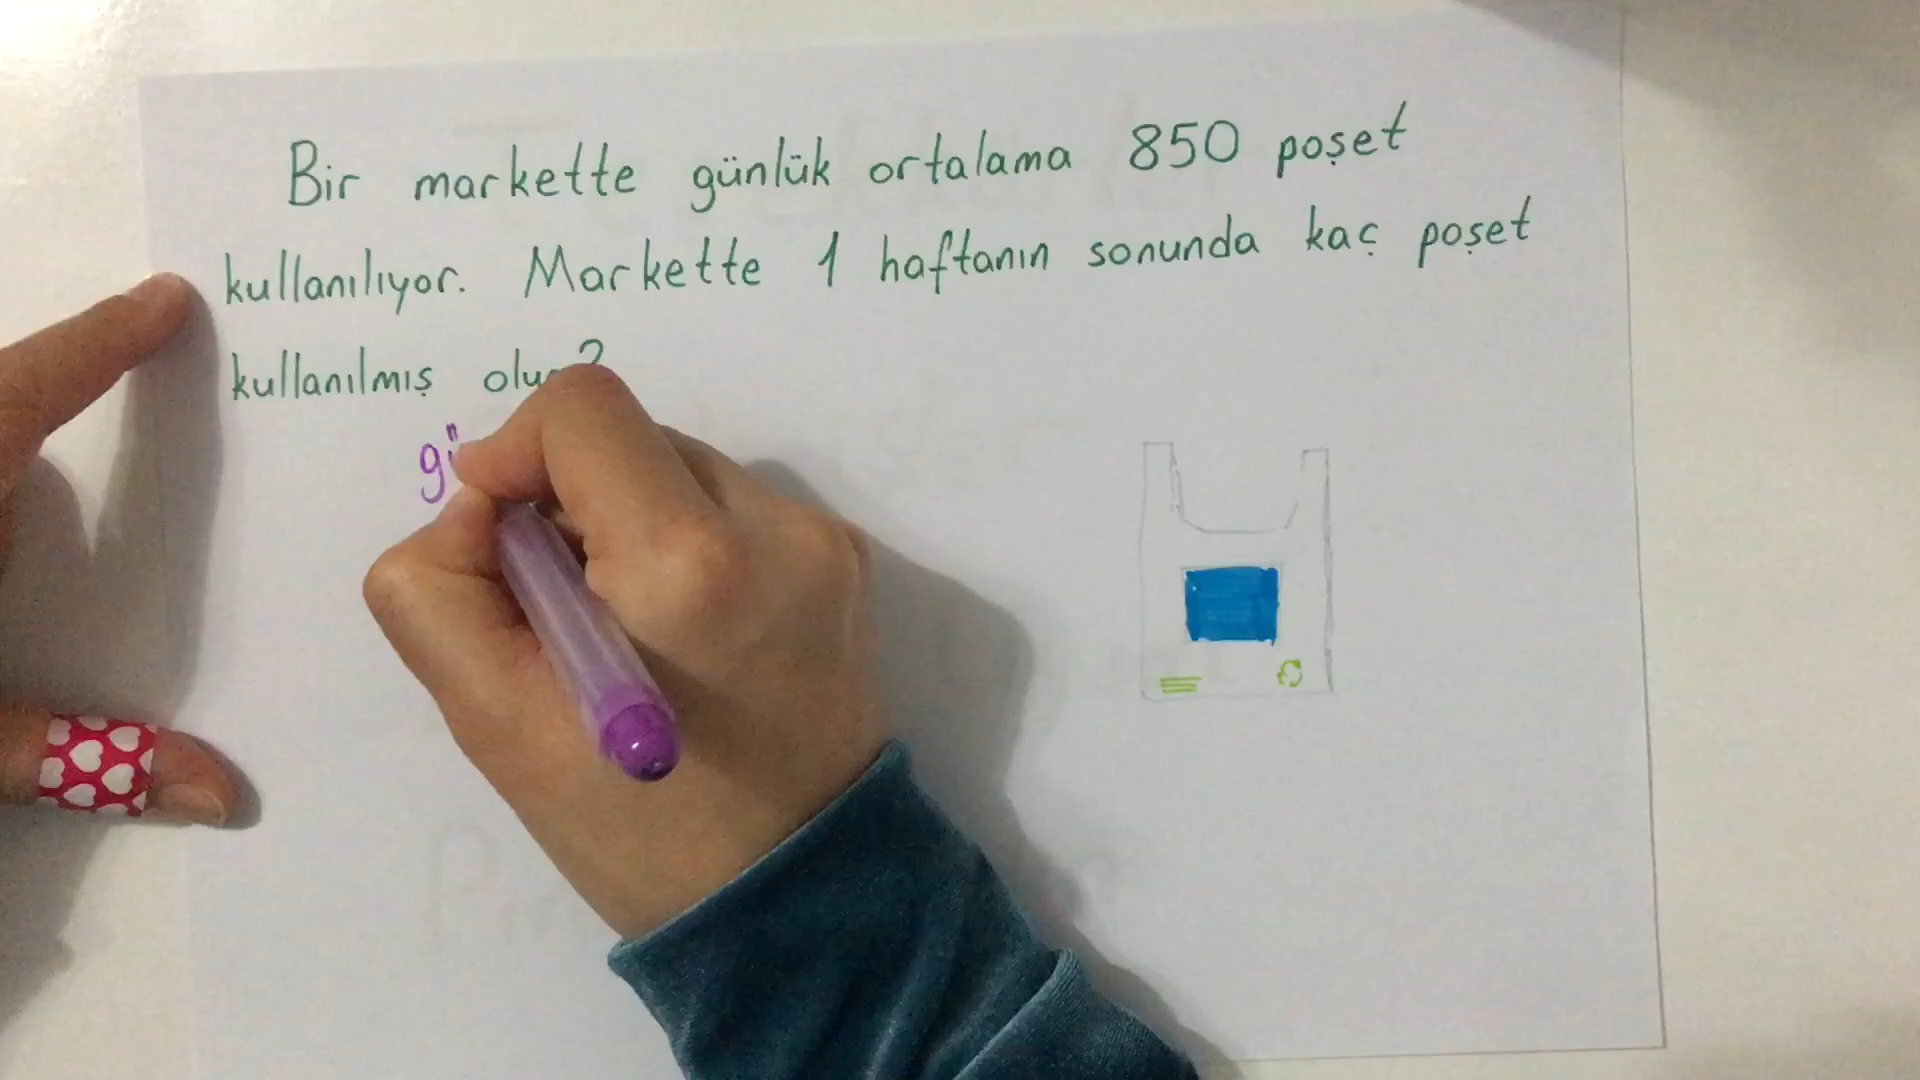 Bir markette günlük ortalama 850 poşet
kullanılıyor. Markette 1 haftanın sonunda kaç poşet
kullanılmış